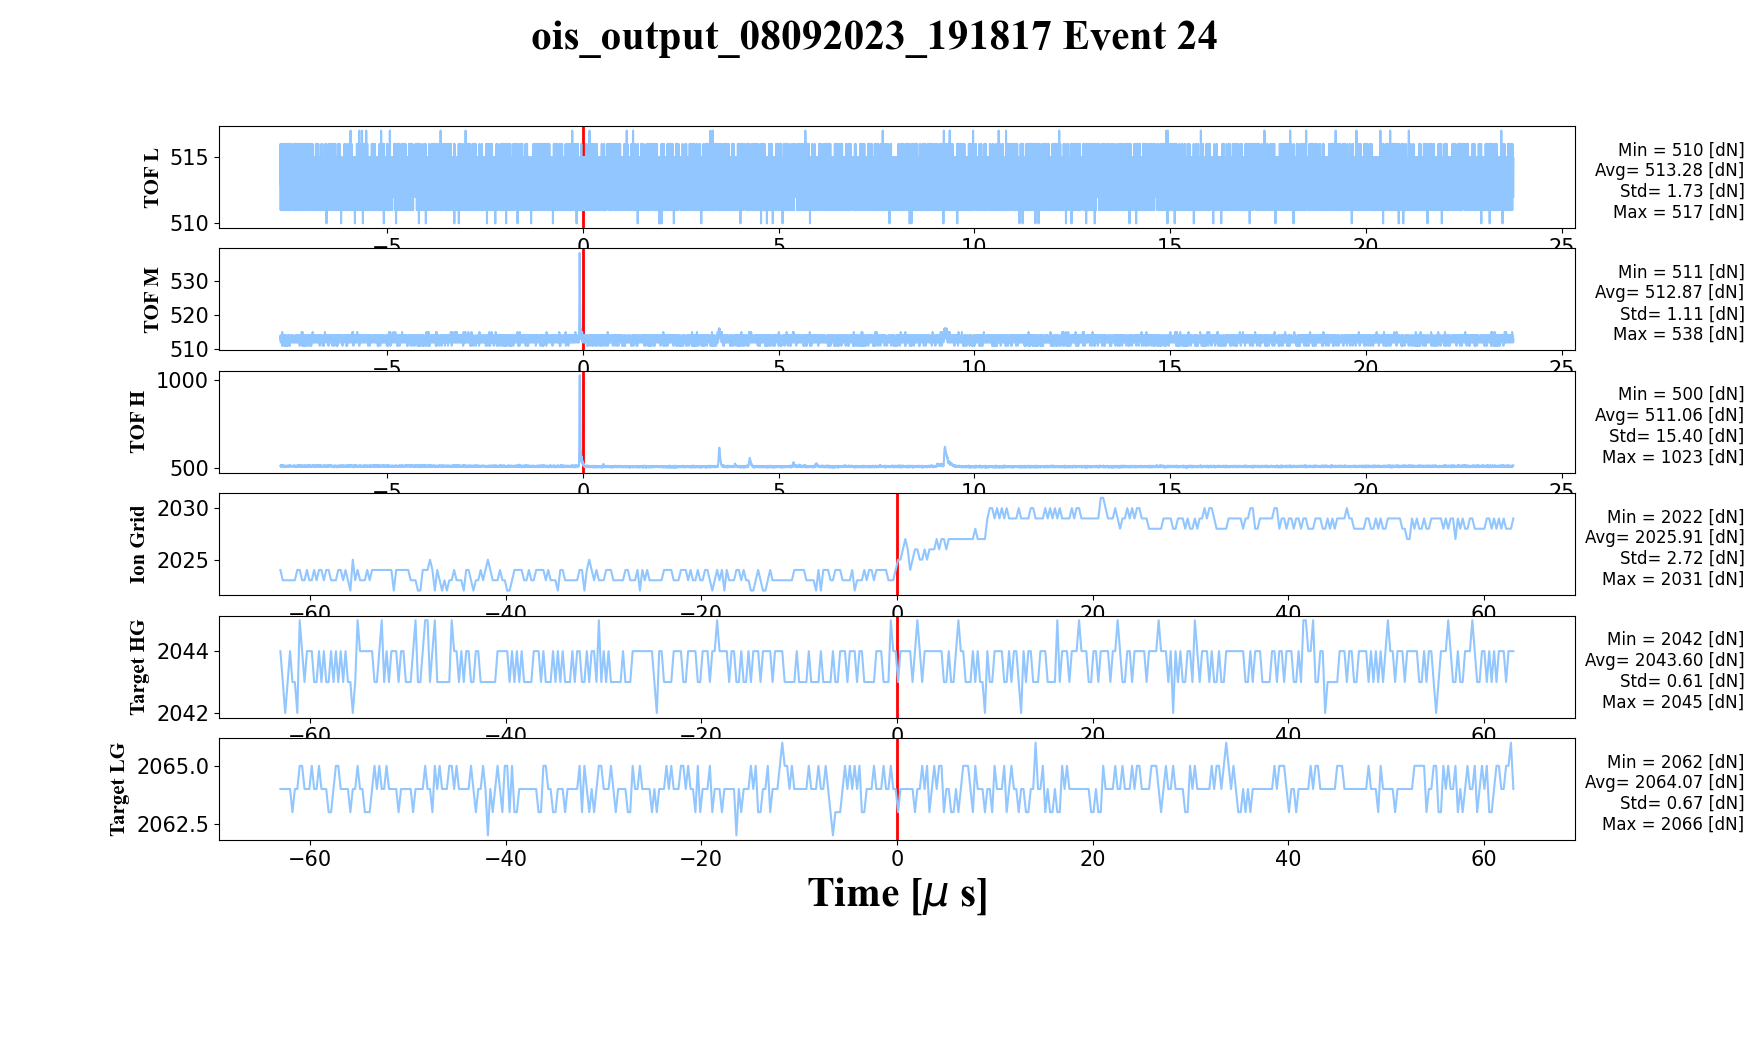 ois_output_08092023_191817 Event 24
TOF L
515
510
−5
0
5
10
15
20
25
Min = 510 [dN]
Avg= 513.28 [dN]
Std= 1.73 [dN]
Max = 517 [dN]
TOF M
530
520
510
−5
0
5
10
15
20
25
Min = 511 [dN]
Avg= 512.87 [dN]
Std= 1.11 [dN]
Max = 538 [dN]
TOF H
1000
500
−5
0
5
10
15
20
25
Min = 500 [dN]
Avg= 511.06 [dN]
Std= 15.40 [dN]
Max = 1023 [dN]
Ion Grid
2030
2025
−60
−40
−20
0
20
40
60
Min = 2022 [dN]
Avg= 2025.91 [dN]
Std= 2.72 [dN]
Max = 2031 [dN]
Target HG
2044
2042
−60
−40
−20
0
20
40
60
Min = 2042 [dN]
Avg= 2043.60 [dN]
Std= 0.61 [dN]
Max = 2045 [dN]
Target LG
2065.0
2062.5
−60
−40
−20
0
20
40
60
Min = 2062 [dN]
Avg= 2064.07 [dN]
Std= 0.67 [dN]
Max = 2066 [dN]
Time [μ s]